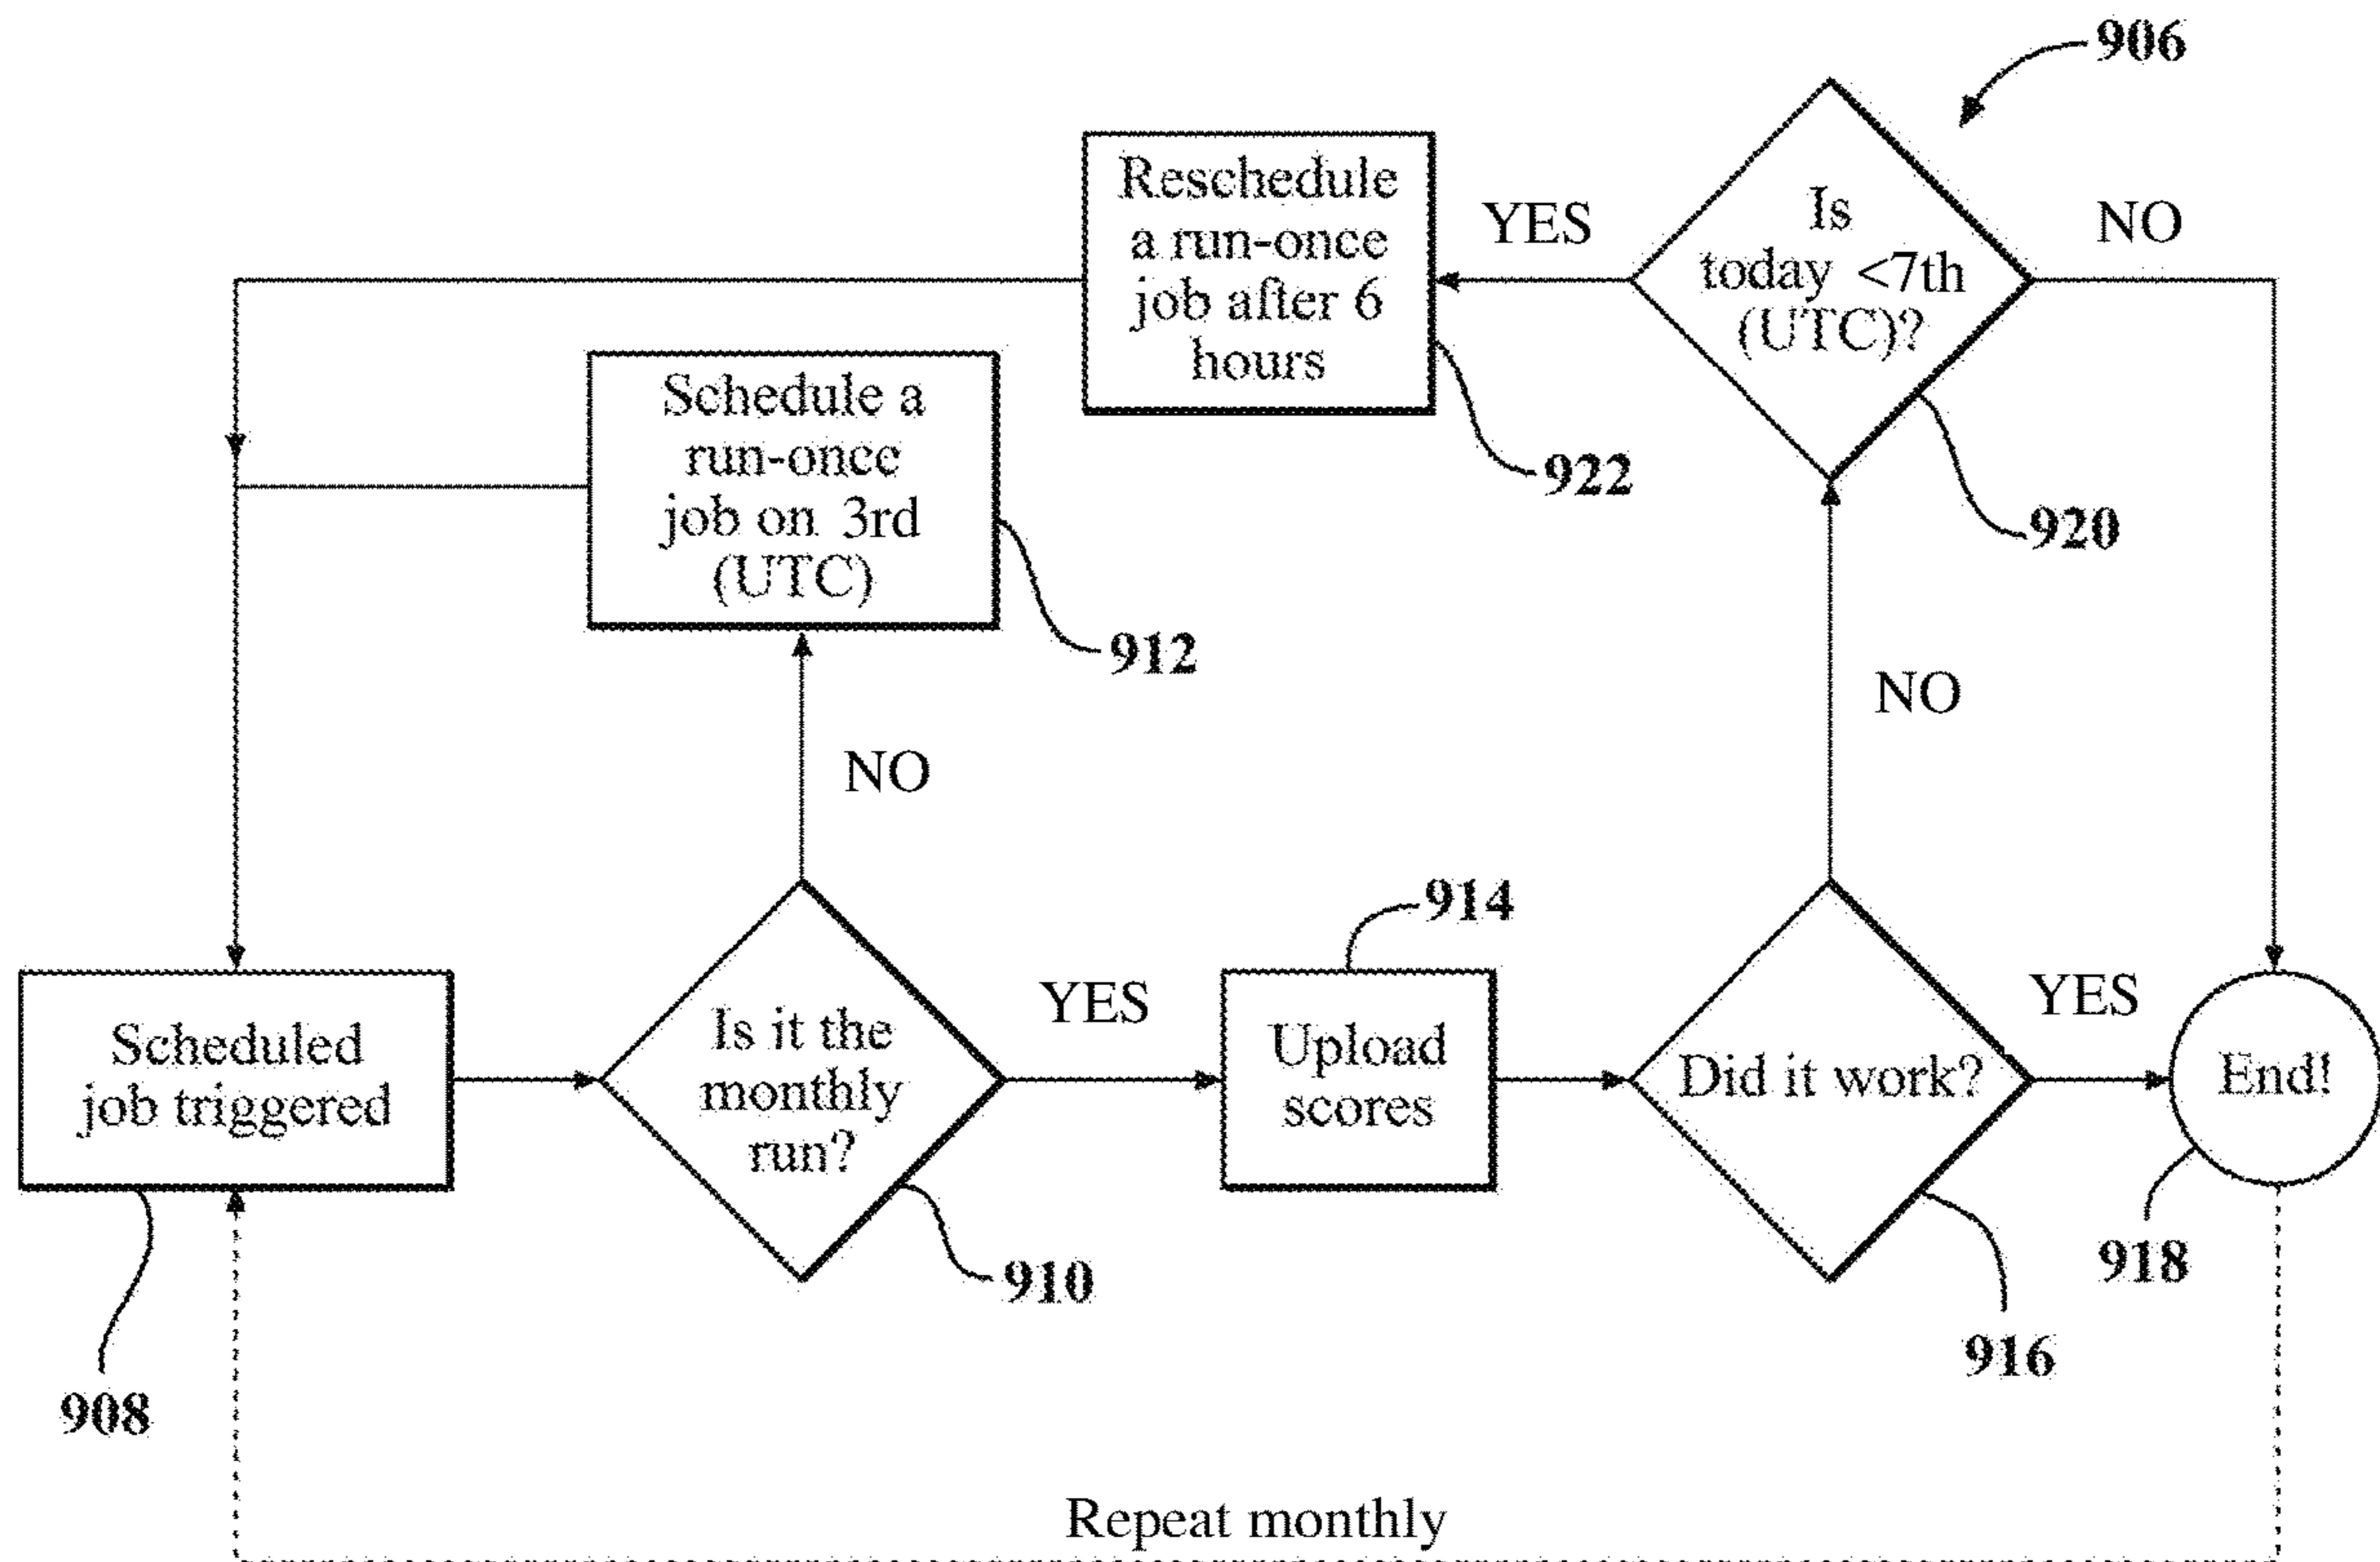 906
Reschedule
a run-once
job after 6
hours
YES
Is
today <7th
(UTC)?
NO
922
920
Schedule a
run-once
job on 3rd
(UTC)
912
NO
NO
Scheduled
job triggered
908
Is it the
monthly
run?
910
YES
914
Upload
scores
Did it work?
916
YES
End!
918
Repeat monthly